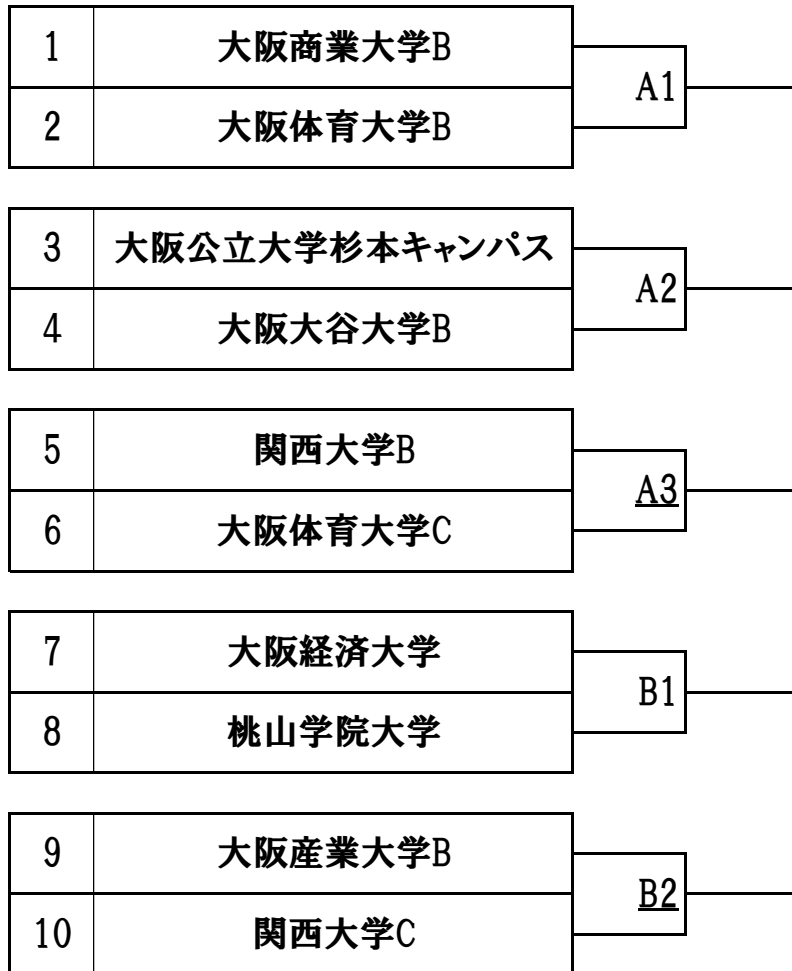 1 大阪商業大学B
A1
2 大阪体育大学B
3 大阪公立大学杉本キャンパス
A2
4 大阪大谷大学B
5 関西大学B
A3
6 大阪体育大学C
7 大阪経済大学
B1
8 桃山学院大学
9 大阪産業大学B
B2
10 関西大学C